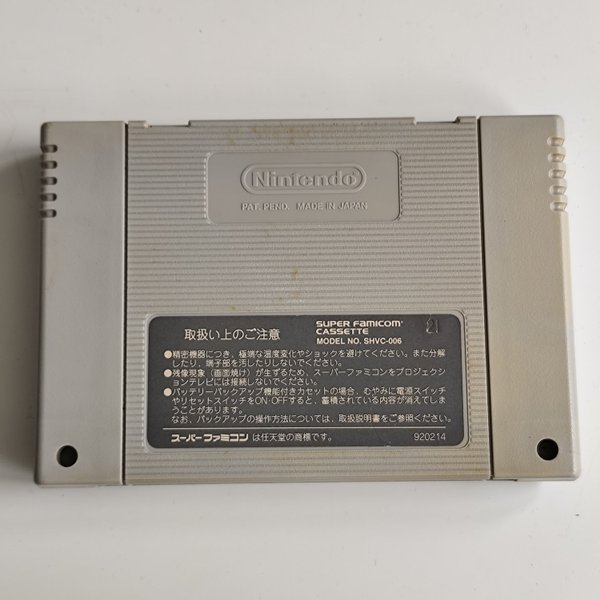 Nintendo
PAT. PEND. MADE IN JAPAN
取扱い上のご注意
SUPER FAMICOM
CASSETTE
MODEL NO. SHVC-006
21
●精密機器につき、極端な温度変化やショックを避けてください。また分解
したり、端子部を汚したりしないでください。
●残像現象（画面焼け）が生ずるため、スーパーファミコンをプロジェクシ
ョンテレビには接続しないでください。
●バッテリーバックアップ機能付きカセットの場合、むやみに電源スイッチ
やリセットスイッチをON・OFFすると、蓄積されている内容が消えてしま
うことがあります。
なお、バックアップの操作方法については、取扱説明書をご参照ください。
スーパーファミコン は任天堂の商標です。
920214